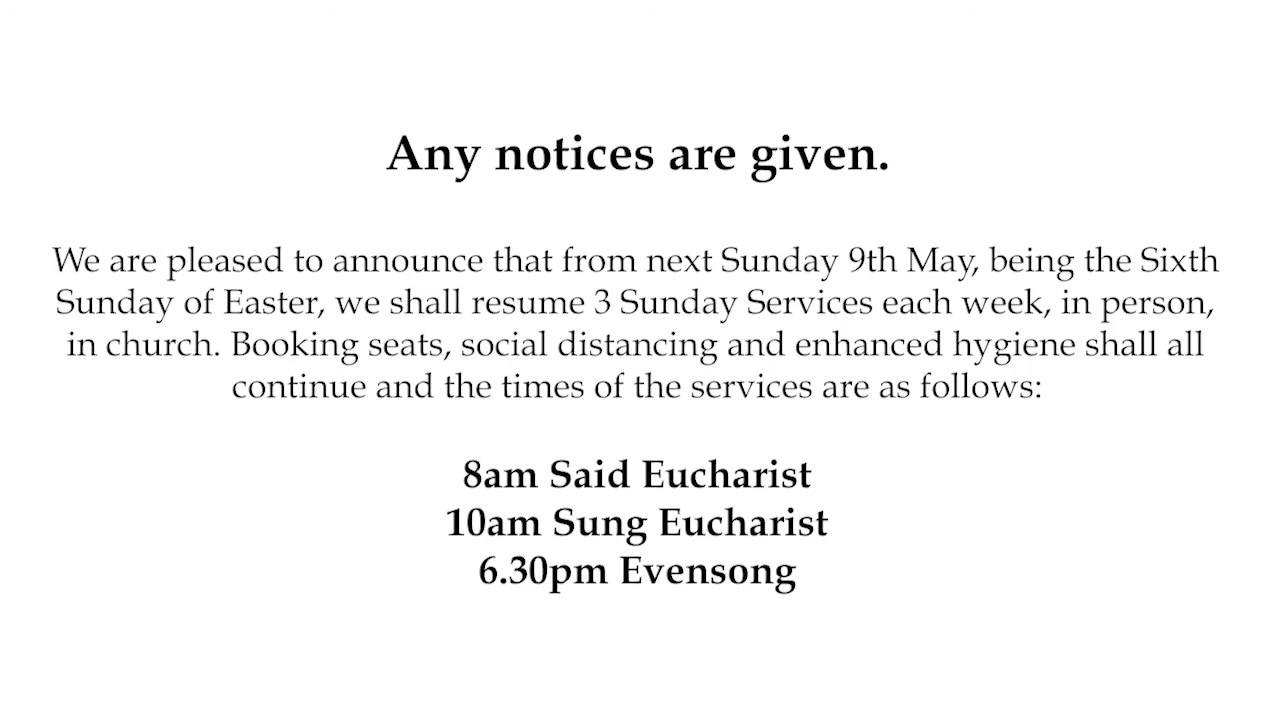 Any notices are given.
We are pleased to announce that from next Sunday 9th May, being the Sixth
Sunday of Easter, we shall resume 3 Sunday Services each week, in person,
in church. Booking seats, social distancing and enhanced hygiene shall all
continue and the times of the services are as follows:
8am Said Eucharist
10am Sung Eucharist
6.30pm Evensong